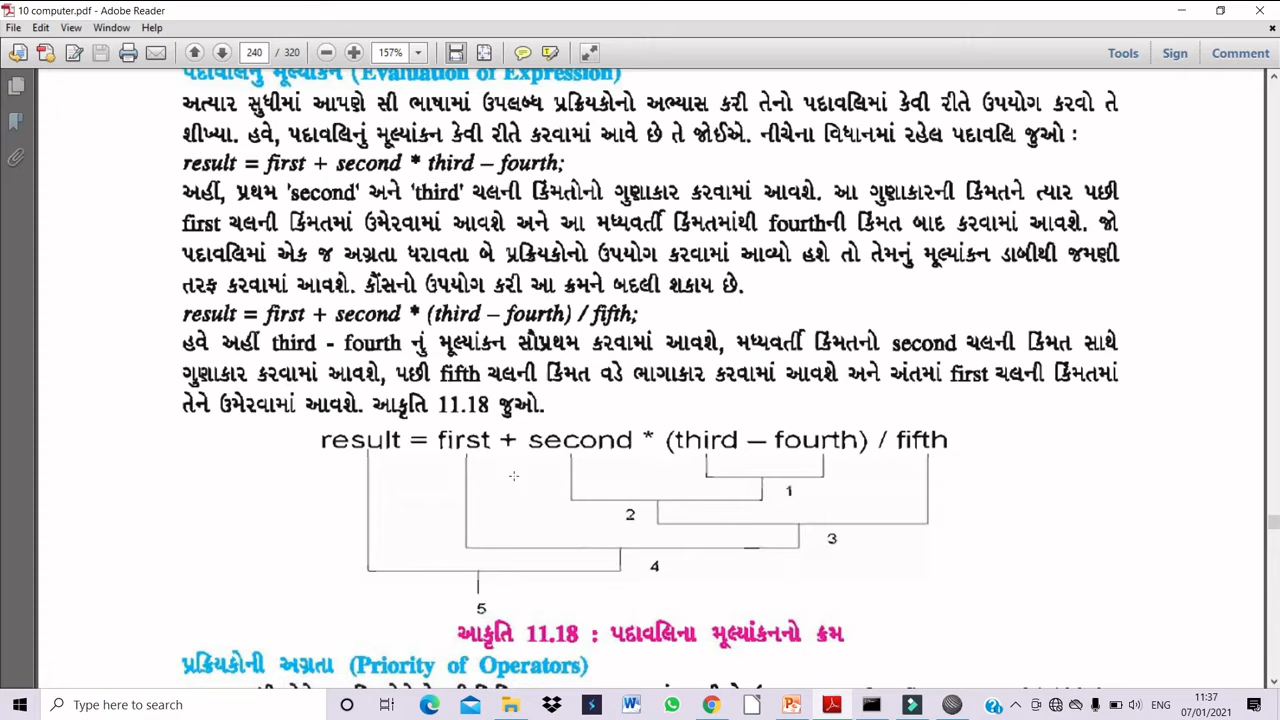 10 computer.pdf - Adobe Reader
File Edit View Window Help
240 / 320 157% Tools Sign Comment
પદાવલિનું મૂલ્યાંકન (Evaluation of Expression)
અત્યાર સુધીમાં આપણે સી ભાષામાં ઉપલબ્ધ પ્રક્રિયકોનો અભ્યાસ કરી તેનો પદાવલિમાં કેવી રીતે ઉપયોગ કરવો તે
શીખ્યા. હવે, પદાવલિનું મૂલ્યાંકન કેવી રીતે કરવામાં આવે છે તે જોઈએ. નીચેના વિધાનમાં રહેલ પદાવલિ જુઓ :
result = first + second * third – fourth;
અહીં, પ્રથમ 'second' અને 'third' ચલની કિંમતોનો ગુણાકાર કરવામાં આવશે. આ ગુણાકારની કિંમતને ત્યાર પછી
first ચલની કિંમતમાં ઉમેરવામાં આવશે અને આ મધ્યવર્તી કિંમતમાંથી fourthની કિંમત બાદ કરવામાં આવશે. જો
પદાવલિમાં એક જ અગ્રતા ધરાવતા બે પ્રક્રિયકોનો ઉપયોગ કરવામાં આવ્યો હશે તો તેમનું મૂલ્યાંકન ડાબીથી જમણી
તરફ કરવામાં આવશે. કૌંસનો ઉપયોગ કરી આ ક્રમને બદલી શકાય છે.
result = first + second * (third – fourth) / fifth;
હવે અહીં third - fourth નું મૂલ્યાંકન સૌપ્રથમ કરવામાં આવશે, મધ્યવર્તી કિંમતનો second ચલની કિંમત સાથે
ગુણાકાર કરવામાં આવશે, પછી fifth ચલની કિંમત વડે ભાગાકાર કરવામાં આવશે અને અંતમાં first ચલની કિંમતમાં
તેને ઉમેરવામાં આવશે. આકૃતિ 11.18 જુઓ.
result = first + second * (third – fourth) / fifth
1
2
3
4
5
આકૃતિ 11.18 : પદાવલિના મૂલ્યાંકનનો ક્રમ
પ્રક્રિયકોની અગ્રતા (Priority of Operators)
Type here to search
ENG
11:37
07/01/2021